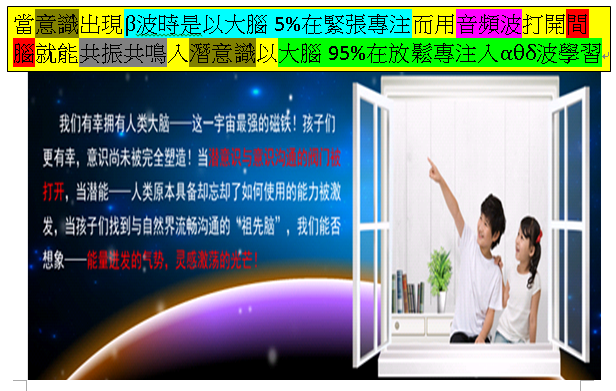 當意識出現β波時是以大腦 5%在緊張專注而用音頻波打開間
腦就能共振共鳴入潛意識以大腦 95%在放鬆專注入αθδ波學習
我们有幸拥有人类大脑——这一宇宙最强的磁铁！孩子们
更有幸，意识尚未被完全塑造！当潜意识与意识沟通的阀门被
打开，当潜能——人类原本具备却忘却了如何使用的能力被激
发，当孩子们找到与自然界流畅沟通的“祖先脑”，我们能否
想象——能量迸发的气势，灵感激荡的光芒！